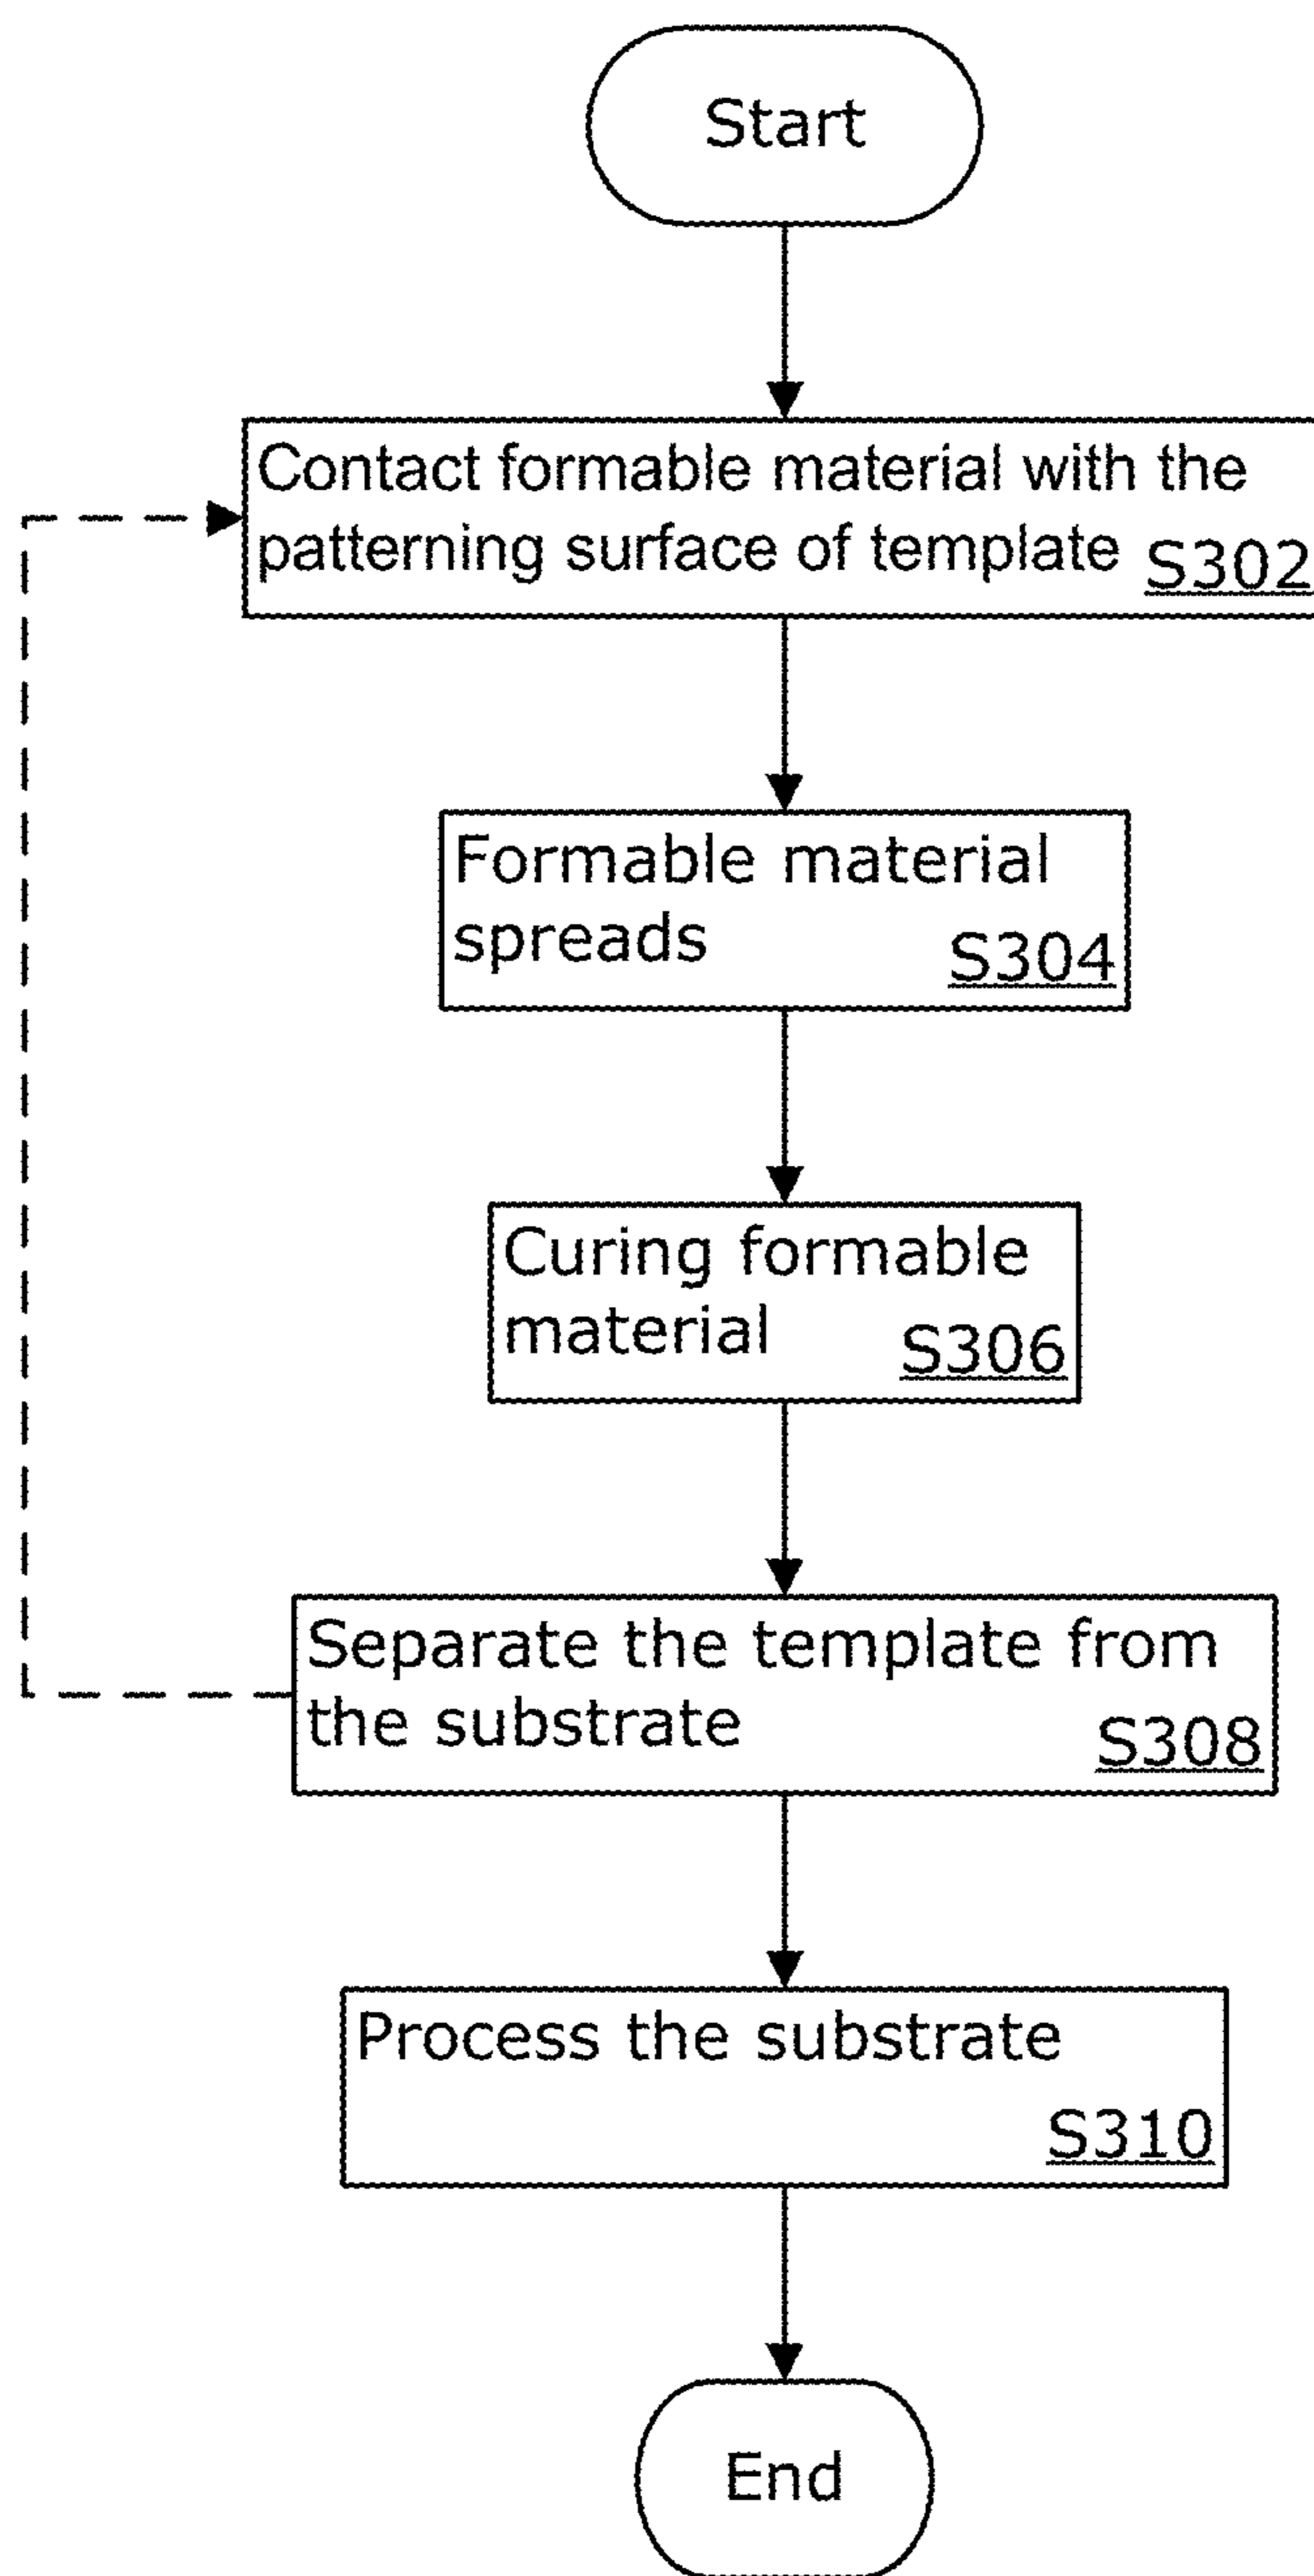 Start
Contact formable material with the
patterning surface of template S302
Formable material
spreads
S304
Curing formable
material
S306
Separate the template from
the substrate
S308
Process the substrate
S310
End